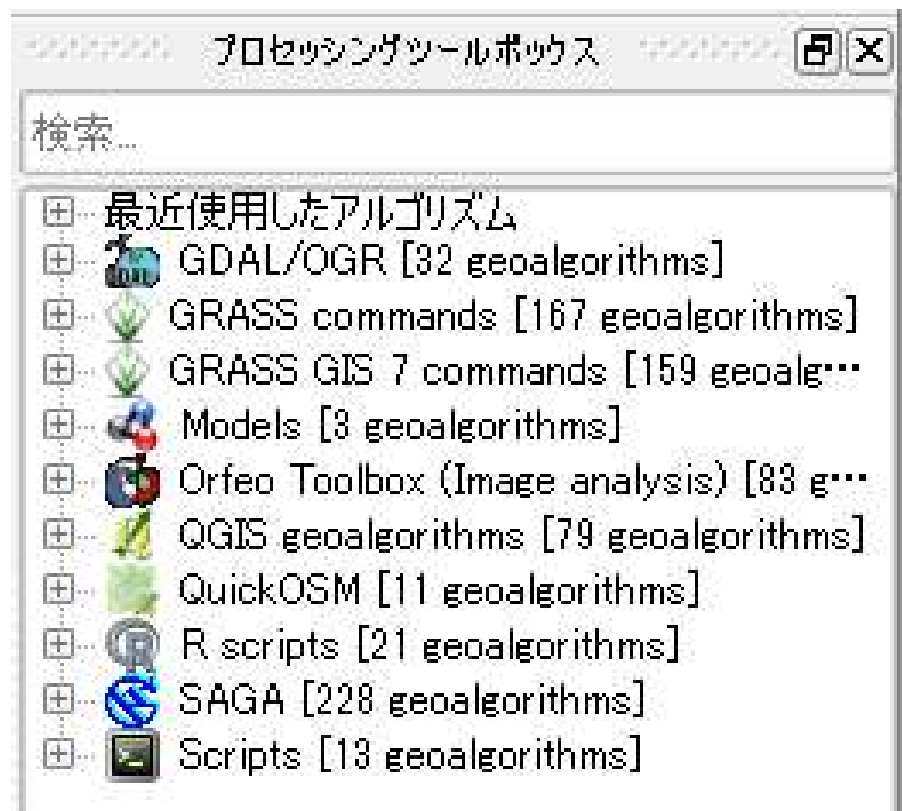 プロセッシングツールボックス
検索...
最近使用したアルゴリズム
GDAL/OGR [32 geoalgorithms]
GRASS commands [167 geoalgorithms]
GRASS GIS 7 commands [159 geoalg…
Models [3 geoalgorithms]
Orfeo Toolbox (Image analysis) [83 g…
QGIS geoalgorithms [79 geoalgorithms]
QuickOSM [11 geoalgorithms]
R scripts [21 geoalgorithms]
SAGA [228 geoalgorithms]
Scripts [13 geoalgorithms]